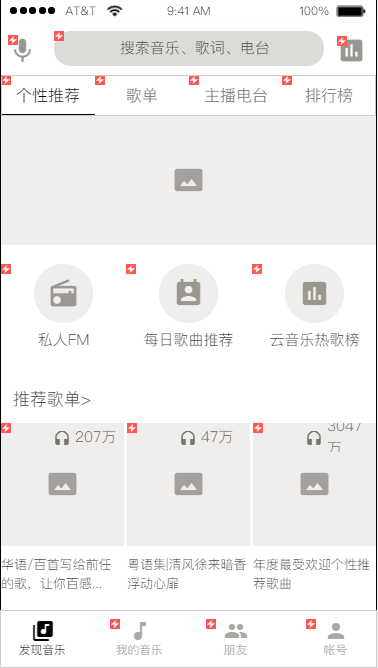 AT&T 9:41 AM 100%
搜索音乐、歌词、电台
个性推荐 歌单 主播电台 排行榜
私人FM 每日歌曲推荐 云音乐热歌榜
推荐歌单>
207万 47万 3047万
华语/百首写给前任的歌，让你百感...
粤语集|清风徐来暗香浮动心扉
年度最受欢迎个性推荐歌曲
发现音乐 我的音乐 朋友 帐号